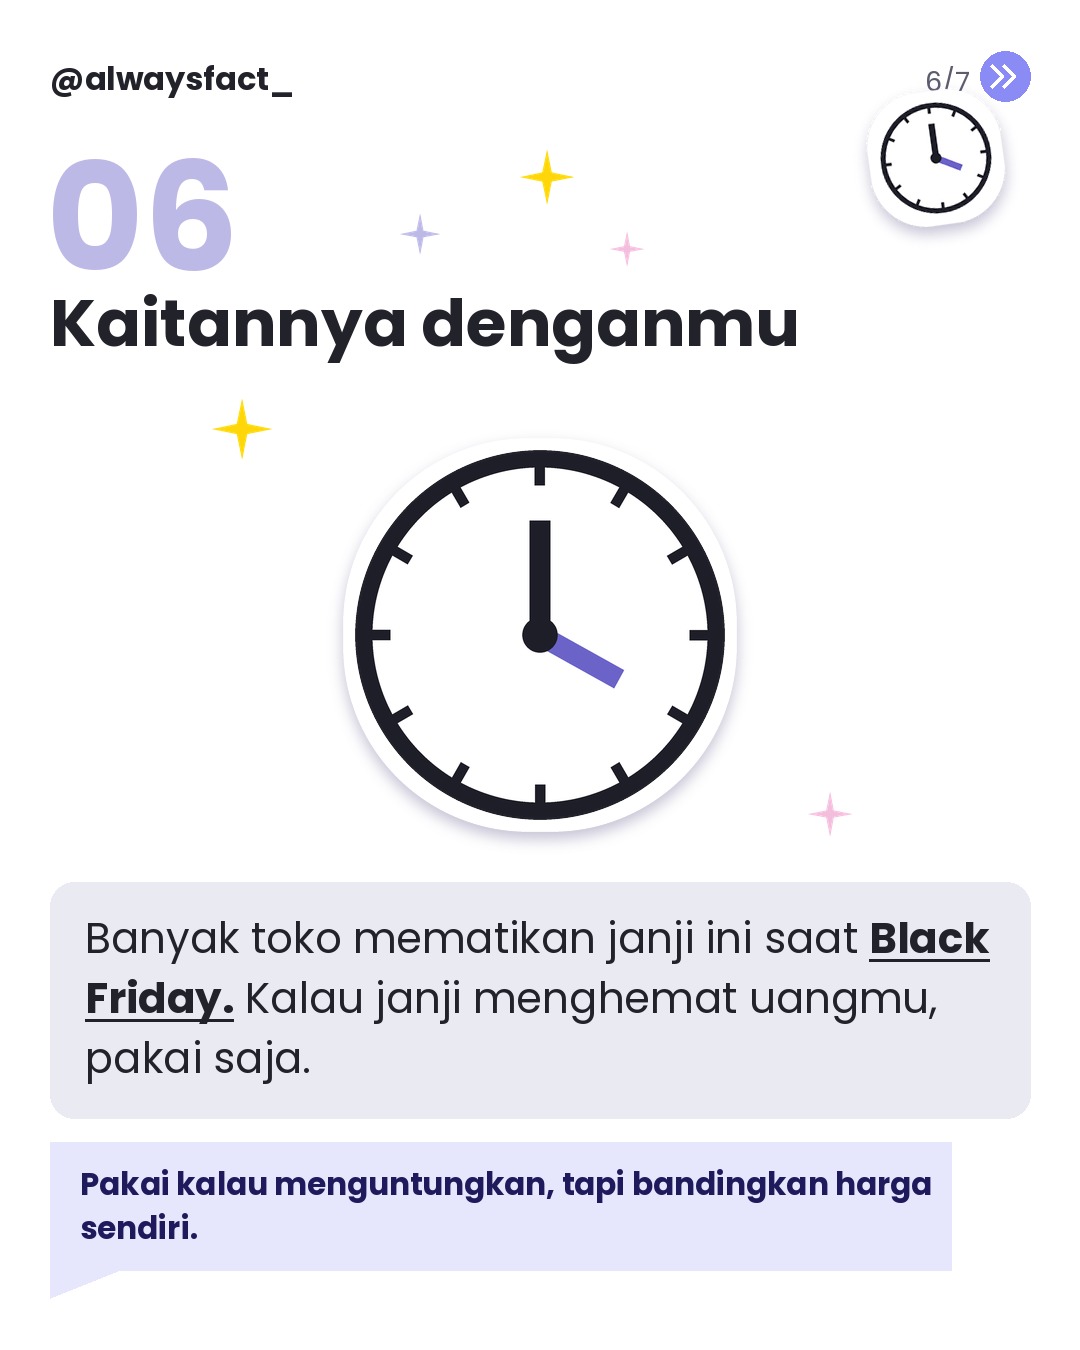 @alwaysfact_
6/7
06
Kaitannya denganmu
Banyak toko mematikan janji ini saat Black
Friday. Kalau janji menghemat uangmu,
pakai saja.
Pakai kalau menguntungkan, tapi bandingkan harga
sendiri.